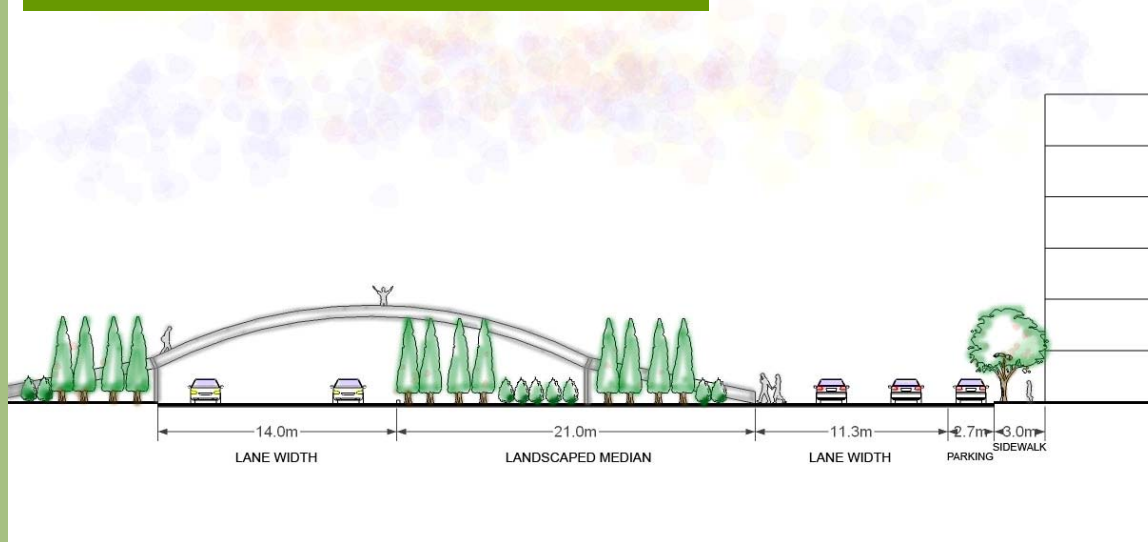 14.0m 21.0m 11.3m 2.7m 3.0m
LANE WIDTH LANDSCAPED MEDIAN LANE WIDTH PARKING SIDEWALK